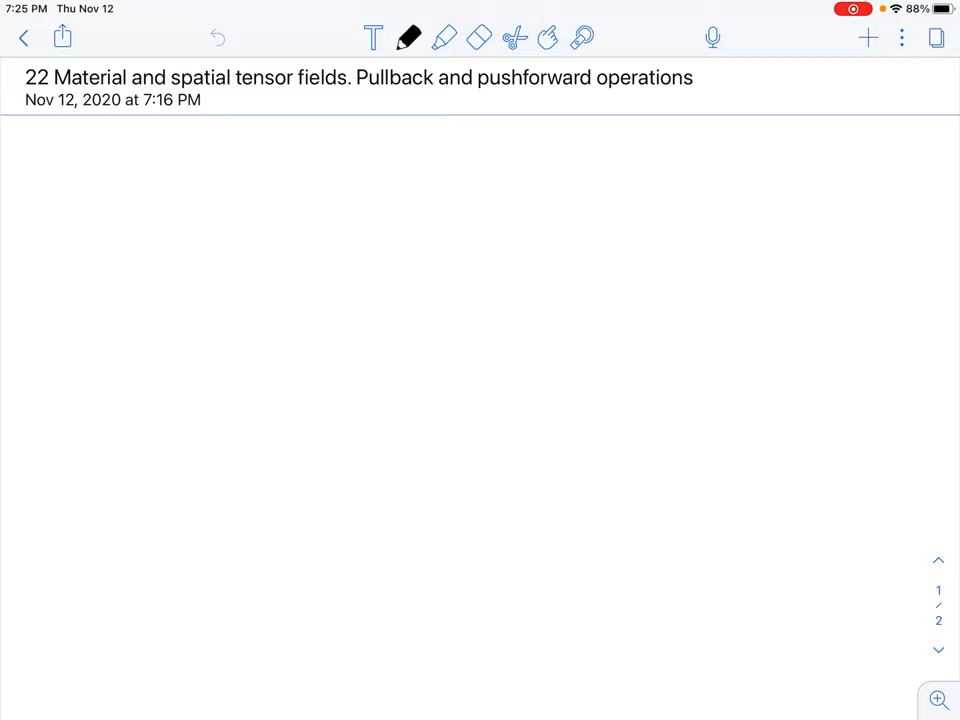 7:25 PM Thu Nov 12
88%
22 Material and spatial tensor fields. Pullback and pushforward operations
Nov 12, 2020 at 7:16 PM
1
/
2